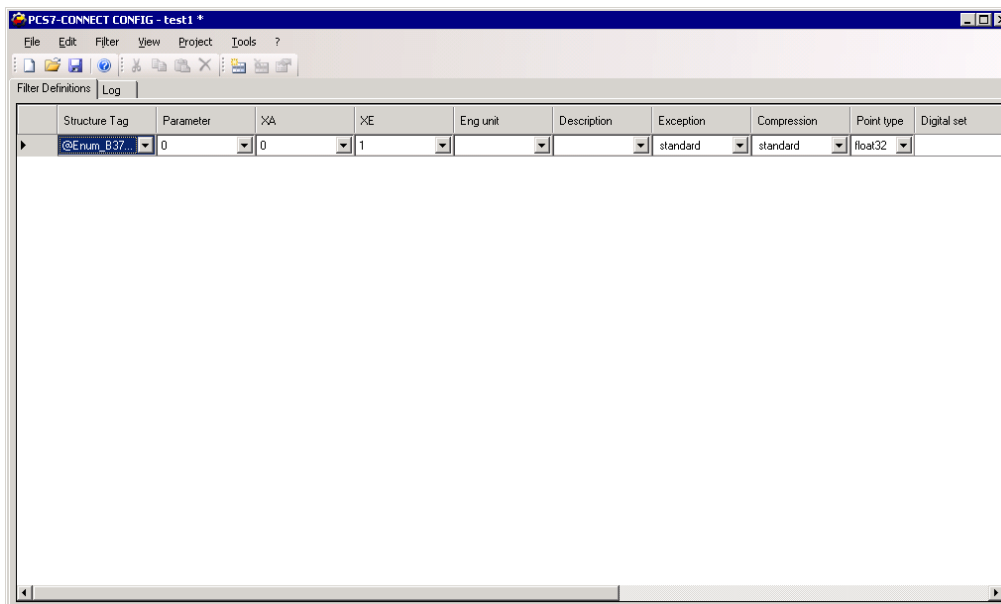 PCS7-CONNECT CONFIG - test1 *
File Edit Filter View Project Tools ?
Filter Definitions Log
Structure Tag Parameter XA XE Eng unit Description Exception Compression Point type Digital set
@Enum_B37... 0 0 1 standard standard float32